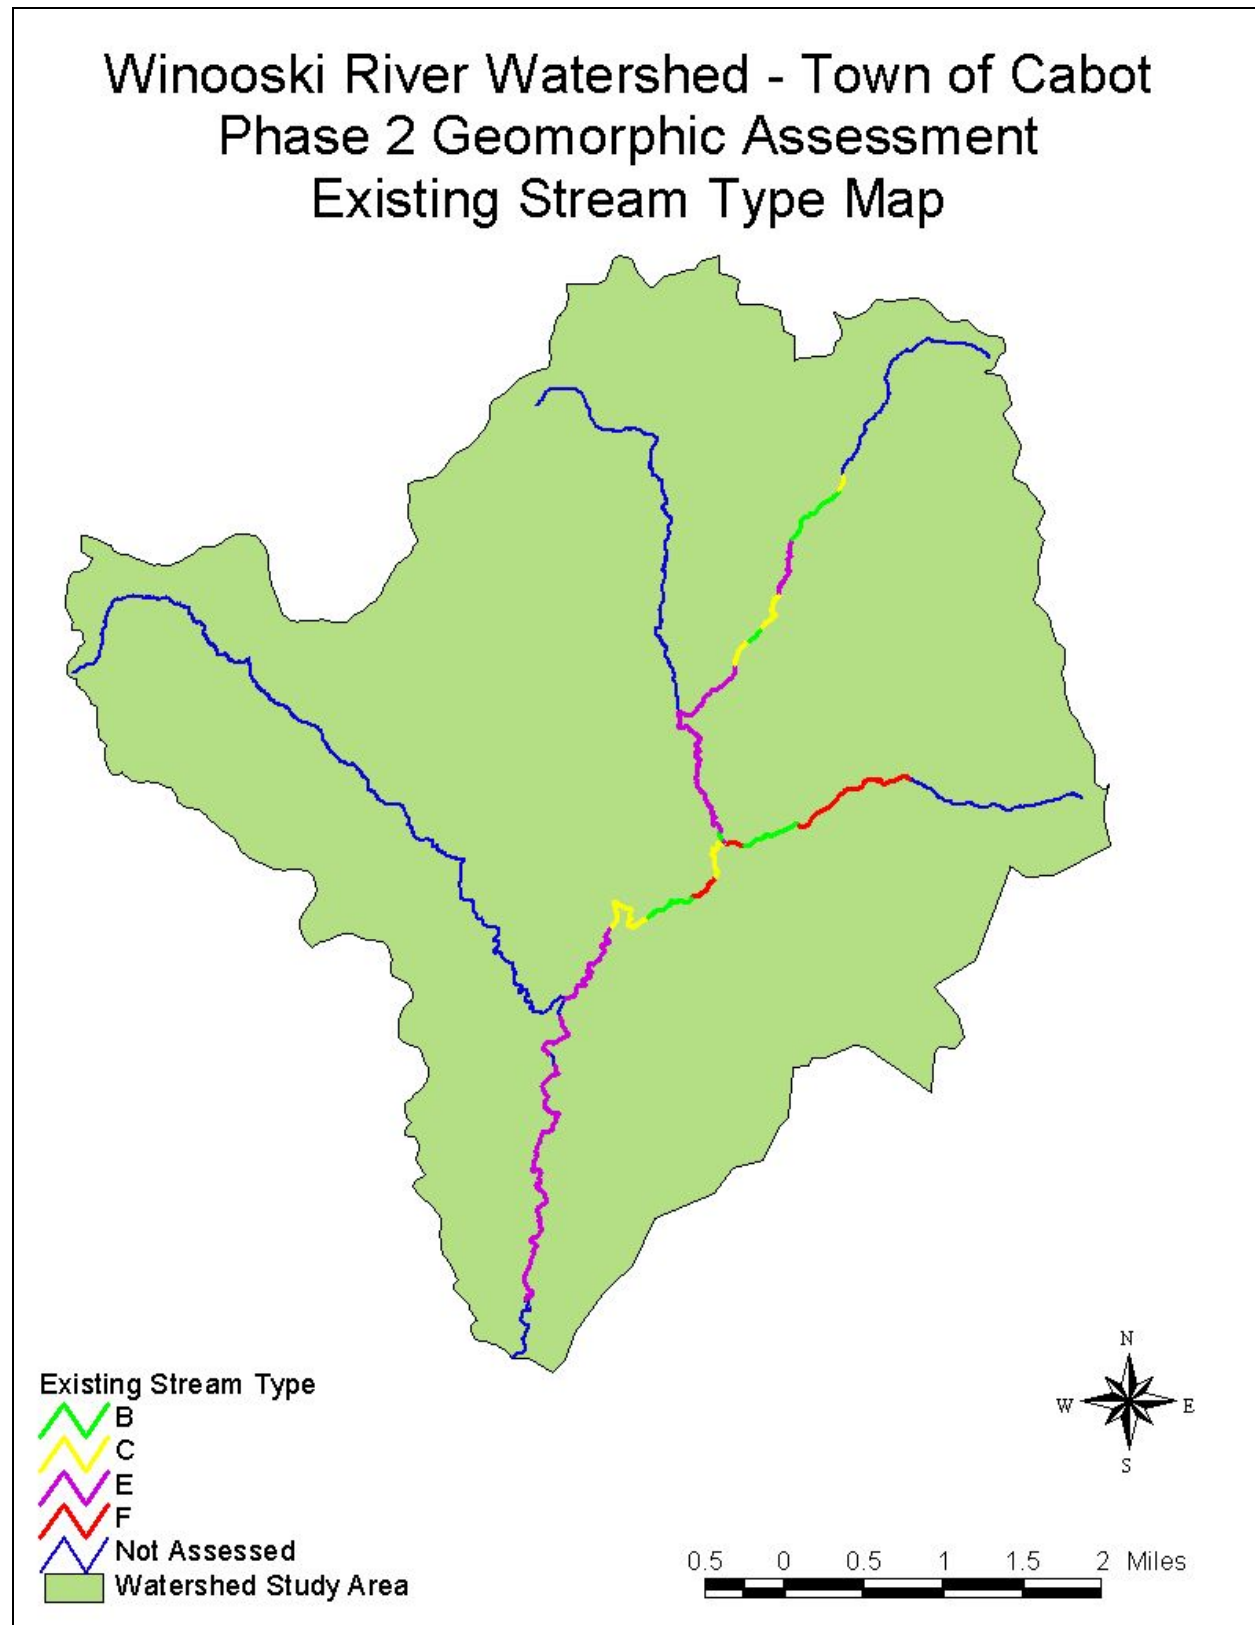 Winooski River Watershed - Town of Cabot
Phase 2 Geomorphic Assessment
Existing Stream Type Map
N
W
E
S
Existing Stream Type
B
C
E
F
Not Assessed
Watershed Study Area
0.5 0 0.5 1 1.5 2 Miles